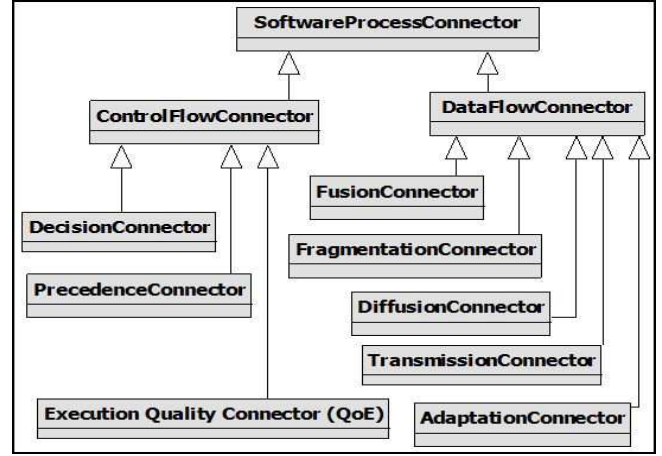 SoftwareProcessConnector
ControlFlowConnector
DataFlowConnector
FusionConnector
DecisionConnector
FragmentationConnector
PrecedenceConnector
DiffusionConnector
TransmissionConnector
Execution Quality Connector (QoE)
AdaptationConnector